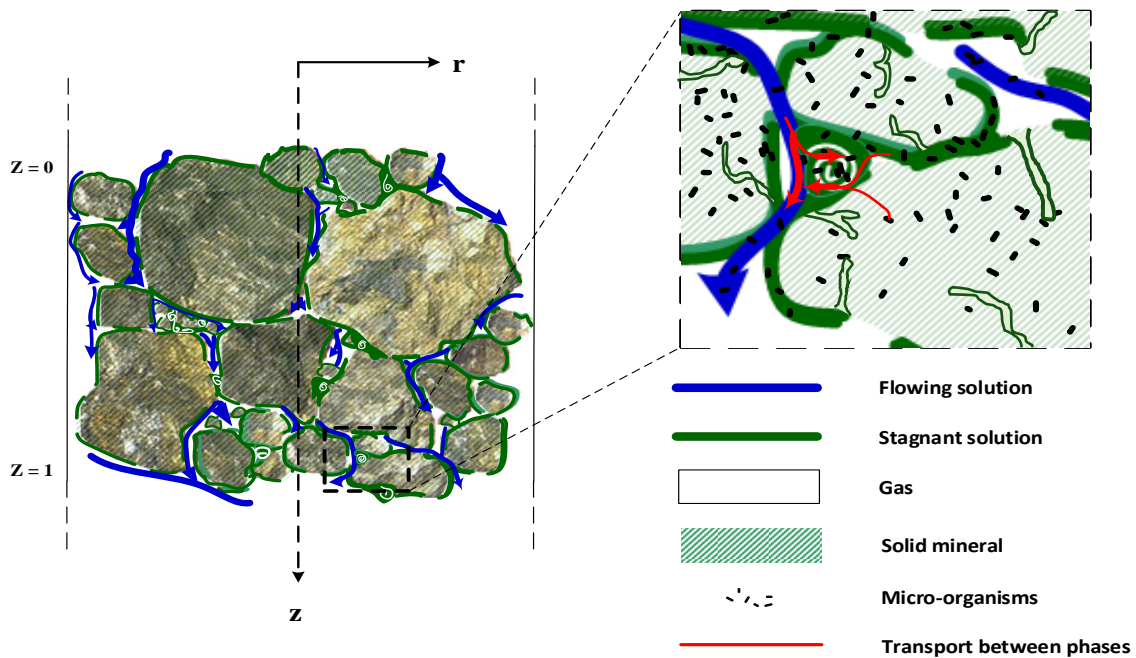 r
Z = 0
Z = 1
z
Flowing solution
Stagnant solution
Gas
Solid mineral
Micro-organisms
Transport between phases